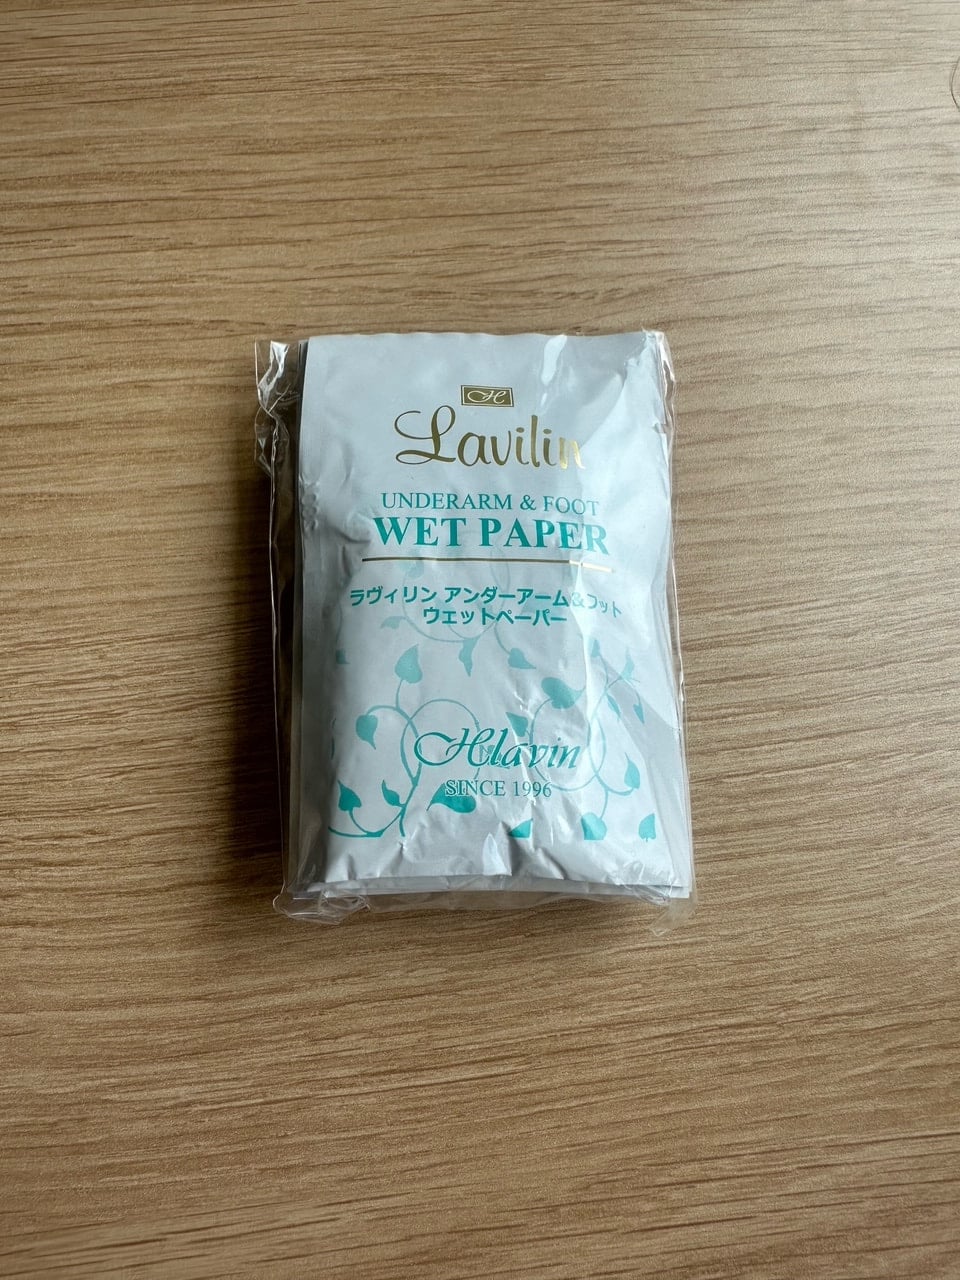 H
Lavilin
UNDERARM & FOOT
WET PAPER
ラヴィリン アンダーアーム&フット
ウェットペーパー
Hlavin
SINCE 1996